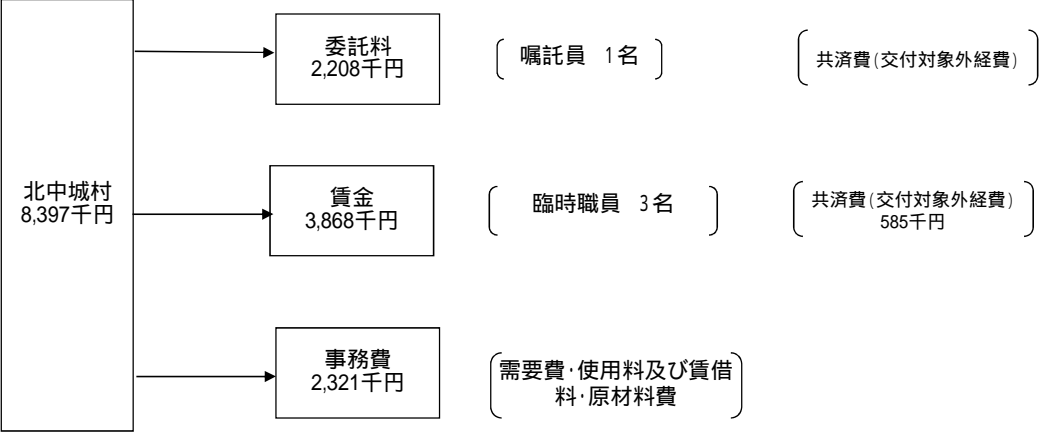 委託料
2,208千円
嘱託員 1名
共済費(交付対象外経費)
北中城村
8,397千円
賃金
3,868千円
臨時職員 3名
共済費(交付対象外経費)
585千円
事務費
2,321千円
需要費・使用料及び賃借
料・原材料費